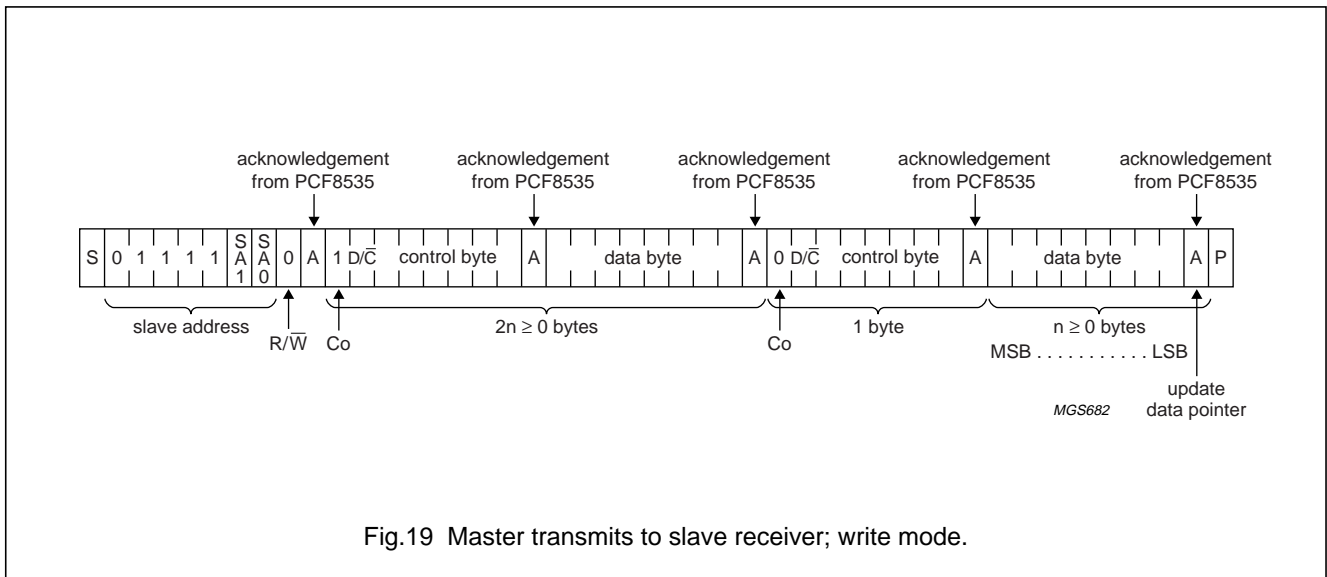 acknowledgement
from PCF8535
acknowledgement
from PCF8535
acknowledgement
from PCF8535
acknowledgement
from PCF8535
acknowledgement
from PCF8535
S 0 1 1 1 1 SA1 SA0 0 A 1 D/C̅ control byte A data byte A 0 D/C̅ control byte A data byte A P
slave address
R/W̅
Co
2n ≥ 0 bytes
Co
1 byte
n ≥ 0 bytes
MSB . . . . . . . . . . . LSB
update
data pointer
MGS682
Fig.19 Master transmits to slave receiver; write mode.